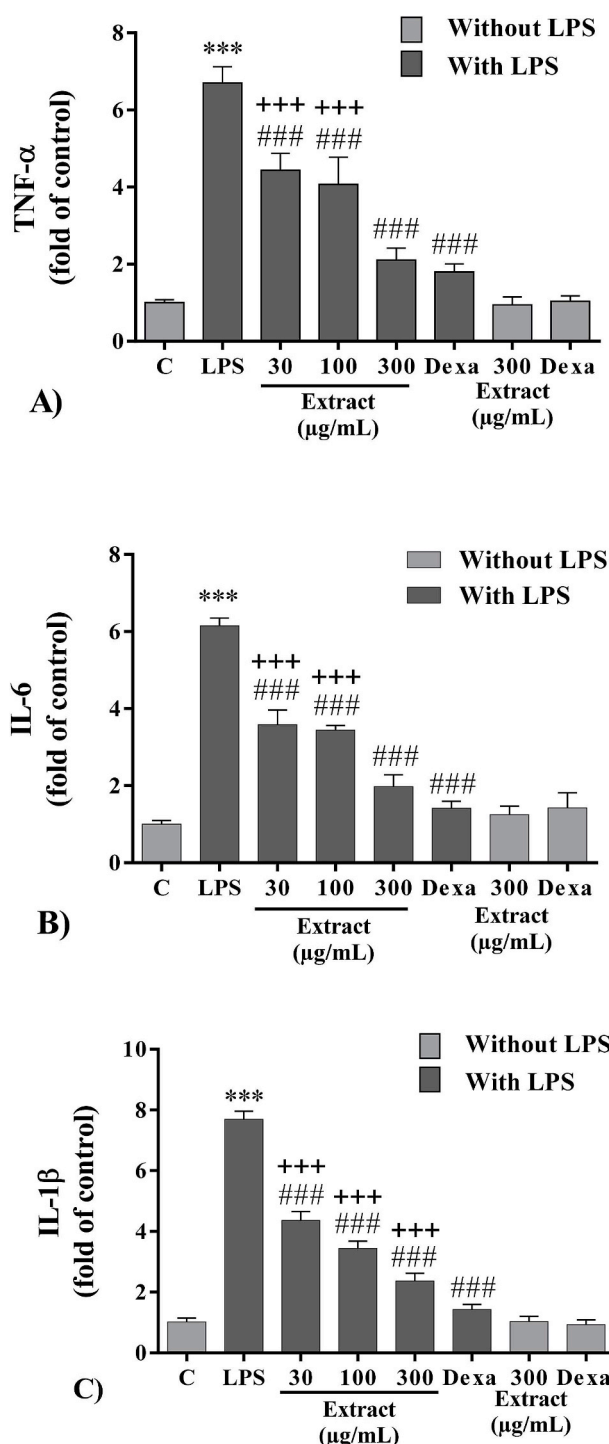 Without LPS
With LPS
TNF-α
(fold of control)
8
6
4
2
0
***
+++
###
+++
###
###
###
C LPS 30 100 300 Dexa 300 Dexa
Extract
(µg/mL)
Extract
(µg/mL)
A)
Without LPS
With LPS
IL-6
(fold of control)
8
6
4
2
0
***
+++
###
+++
###
###
###
C LPS 30 100 300 Dexa 300 Dexa
Extract
(µg/mL)
Extract
(µg/mL)
B)
Without LPS
With LPS
IL-1β
(fold of control)
10
8
6
4
2
0
***
+++
###
+++
###
+++
###
###
C LPS 30 100 300 Dexa 300 Dexa
Extract
(µg/mL)
Extract
(µg/mL)
C)